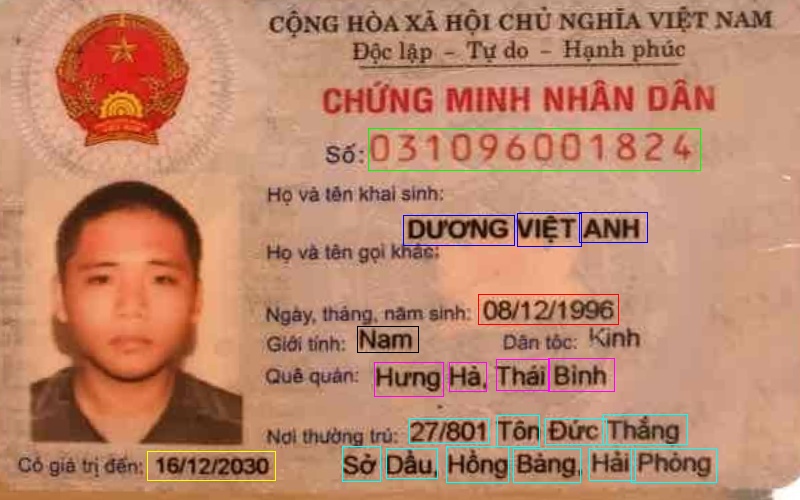 CỘNG HÒA XÃ HỘI CHỦ NGHĨA VIỆT NAM
Độc lập - Tự do - Hạnh phúc
CHỨNG MINH NHÂN DÂN
Số: 031096001824
Họ và tên khai sinh:
DƯƠNG VIỆT ANH
Họ và tên gọi khác:
Ngày, tháng, năm sinh: 08/12/1996
Giới tính: Nam Dân tộc: Kinh
Quê quán: Hưng Hà, Thái Bình
Nơi thường trú: 27/801 Tôn Đức Thắng
Sở Dầu, Hồng Bàng, Hải Phòng
Có giá trị đến: 16/12/2030